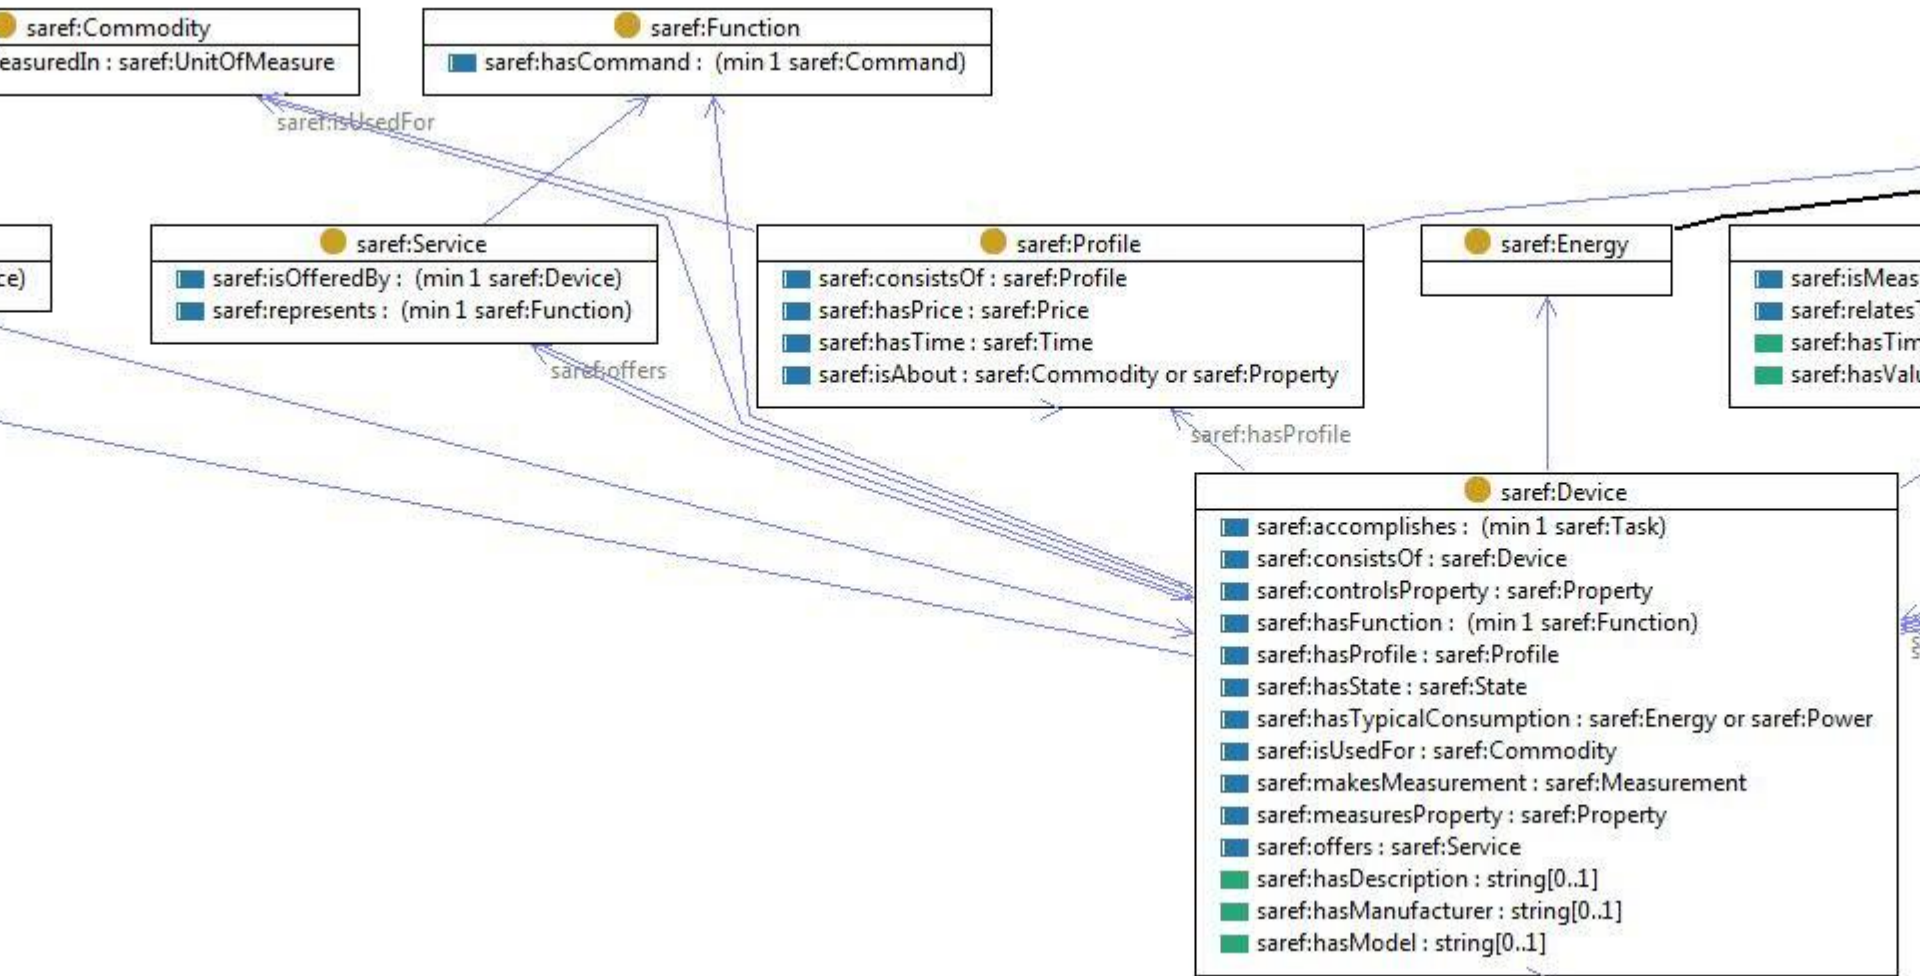 saref:Commodity
easuredIn : saref:UnitOfMeasure
saref:Function
saref:hasCommand : (min 1 saref:Command)
saref:isUsedFor
ce)
saref:Service
saref:isOfferedBy : (min 1 saref:Device)
saref:represents : (min 1 saref:Function)
saref:offers
saref:Profile
saref:consistsOf : saref:Profile
saref:hasPrice : saref:Price
saref:hasTime : saref:Time
saref:isAbout : saref:Commodity or saref:Property
saref:hasProfile
saref:Energy
saref:isMeas
saref:relatesT
saref:hasTim
saref:hasValu
saref:Device
saref:accomplishes : (min 1 saref:Task)
saref:consistsOf : saref:Device
saref:controlsProperty : saref:Property
saref:hasFunction : (min 1 saref:Function)
saref:hasProfile : saref:Profile
saref:hasState : saref:State
saref:hasTypicalConsumption : saref:Energy or saref:Power
saref:isUsedFor : saref:Commodity
saref:makesMeasurement : saref:Measurement
saref:measuresProperty : saref:Property
saref:offers : saref:Service
saref:hasDescription : string[0..1]
saref:hasManufacturer : string[0..1]
saref:hasModel : string[0..1]